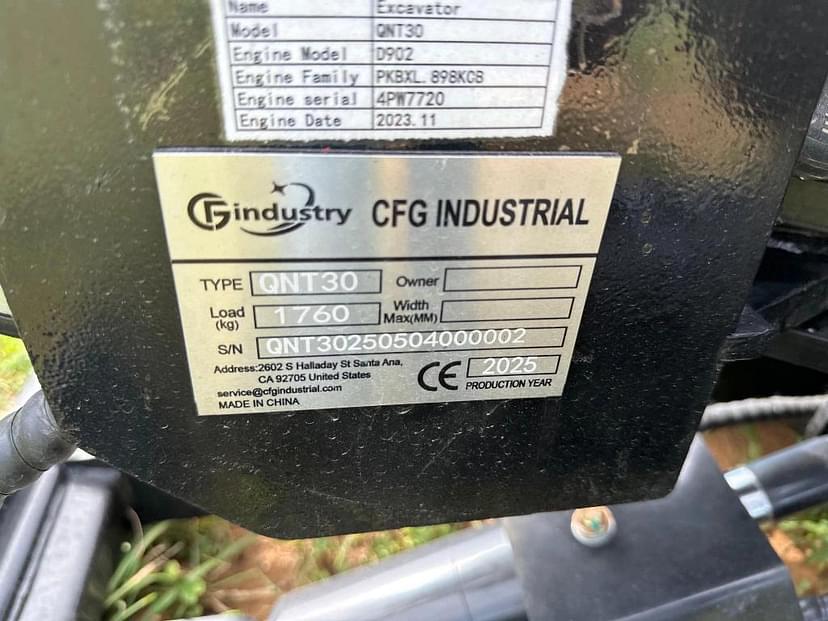 Name Excavator
Model QNT30
Engine Model D902
Engine Family PKBXL.898KCB
Engine serial 4PW7720
Engine Date 2023.11
CFGindustry CFG INDUSTRIAL
TYPE QNT30 Owner
Load (kg) 1760 Width Max(MM)
S/N QNT30250504000002
Address:2602 S Halladay St Santa Ana,
CA 92705 United States
service@cfgindustrial.com
MADE IN CHINA
CE 2025
PRODUCTION YEAR